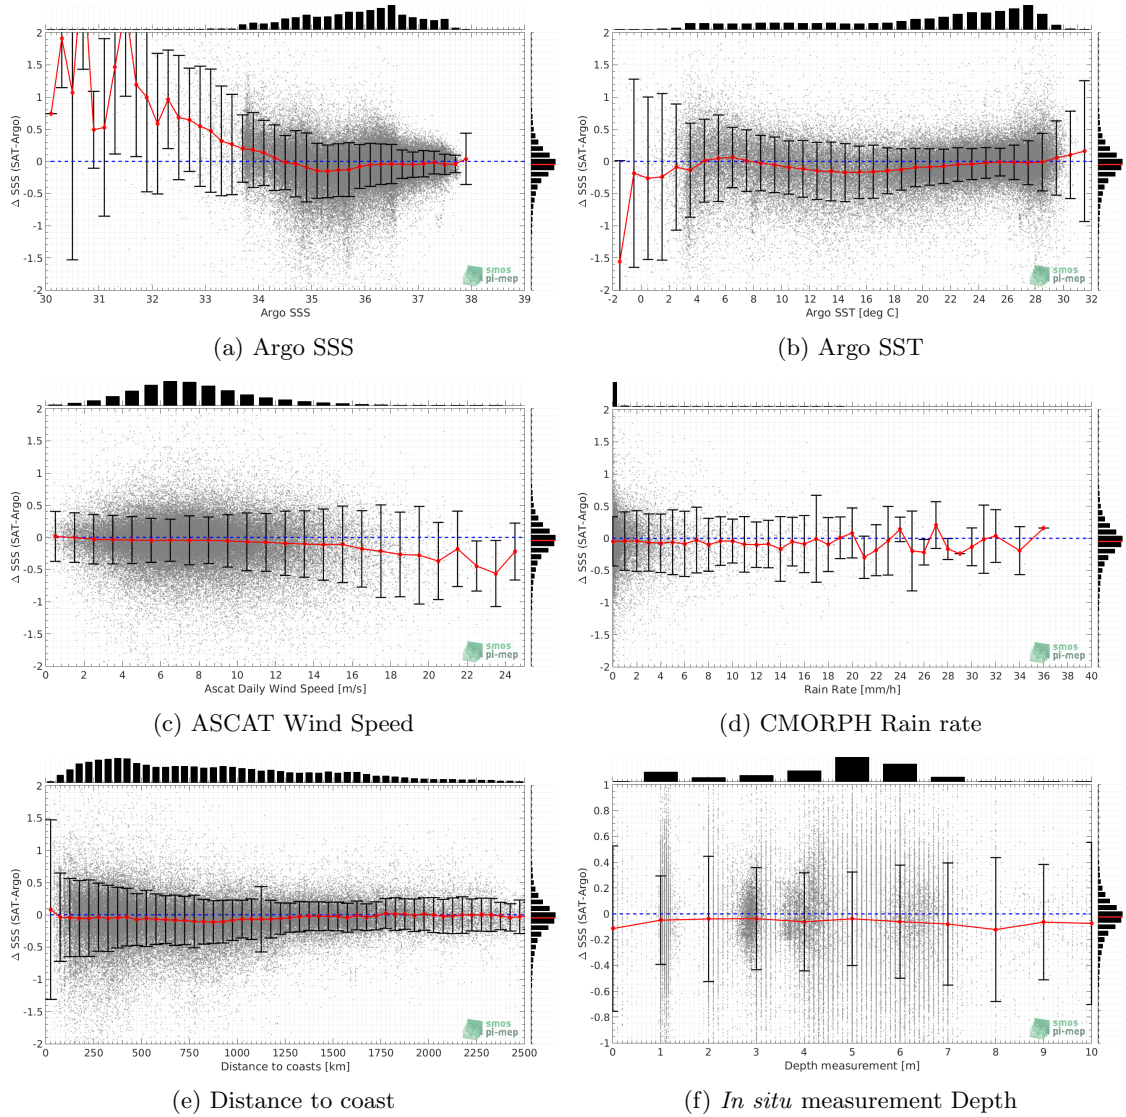 2
1.5
1
0.5
0
-0.5
-1
-1.5
-2
Δ SSS (SAT-Argo)
30 31 32 33 34 35 36 37 38 39
Argo SSS
smos
pi-mep
(a) Argo SSS
2
1.5
1
0.5
0
-0.5
-1
-1.5
-2
Δ SSS (SAT-Argo)
-2 0 2 4 6 8 10 12 14 16 18 20 22 24 26 28 30 32
Argo SST [deg C]
smos
pi-mep
(b) Argo SST
2
1.5
1
0.5
0
-0.5
-1
-1.5
-2
Δ SSS (SAT-Argo)
0 2 4 6 8 10 12 14 16 18 20 22 24
Ascat Daily Wind Speed [m/s]
smos
pi-mep
(c) ASCAT Wind Speed
2
1.5
1
0.5
0
-0.5
-1
-1.5
-2
Δ SSS (SAT-Argo)
0 2 4 6 8 10 12 14 16 18 20 22 24 26 28 30 32 34 36 38 40
Rain Rate [mm/h]
smos
pi-mep
(d) CMORPH Rain rate
2
1.5
1
0.5
0
-0.5
-1
-1.5
-2
Δ SSS (SAT-Argo)
0 250 500 750 1000 1250 1500 1750 2000 2250 2500
Distance to coasts [km]
smos
pi-mep
(e) Distance to coast
1
0.8
0.6
0.4
0.2
0
-0.2
-0.4
-0.6
-0.8
-1
Δ SSS (SAT-Argo)
0 1 2 3 4 5 6 7 8 9 10
Depth measurement [m]
smos
pi-mep
(f) In situ measurement Depth